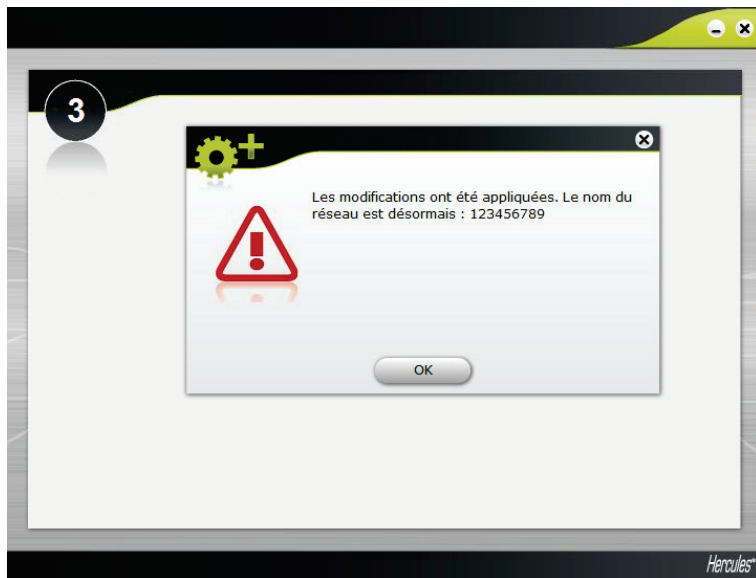 3
Les modifications ont été appliquées. Le nom du
réseau est désormais : 123456789
OK
Hercules